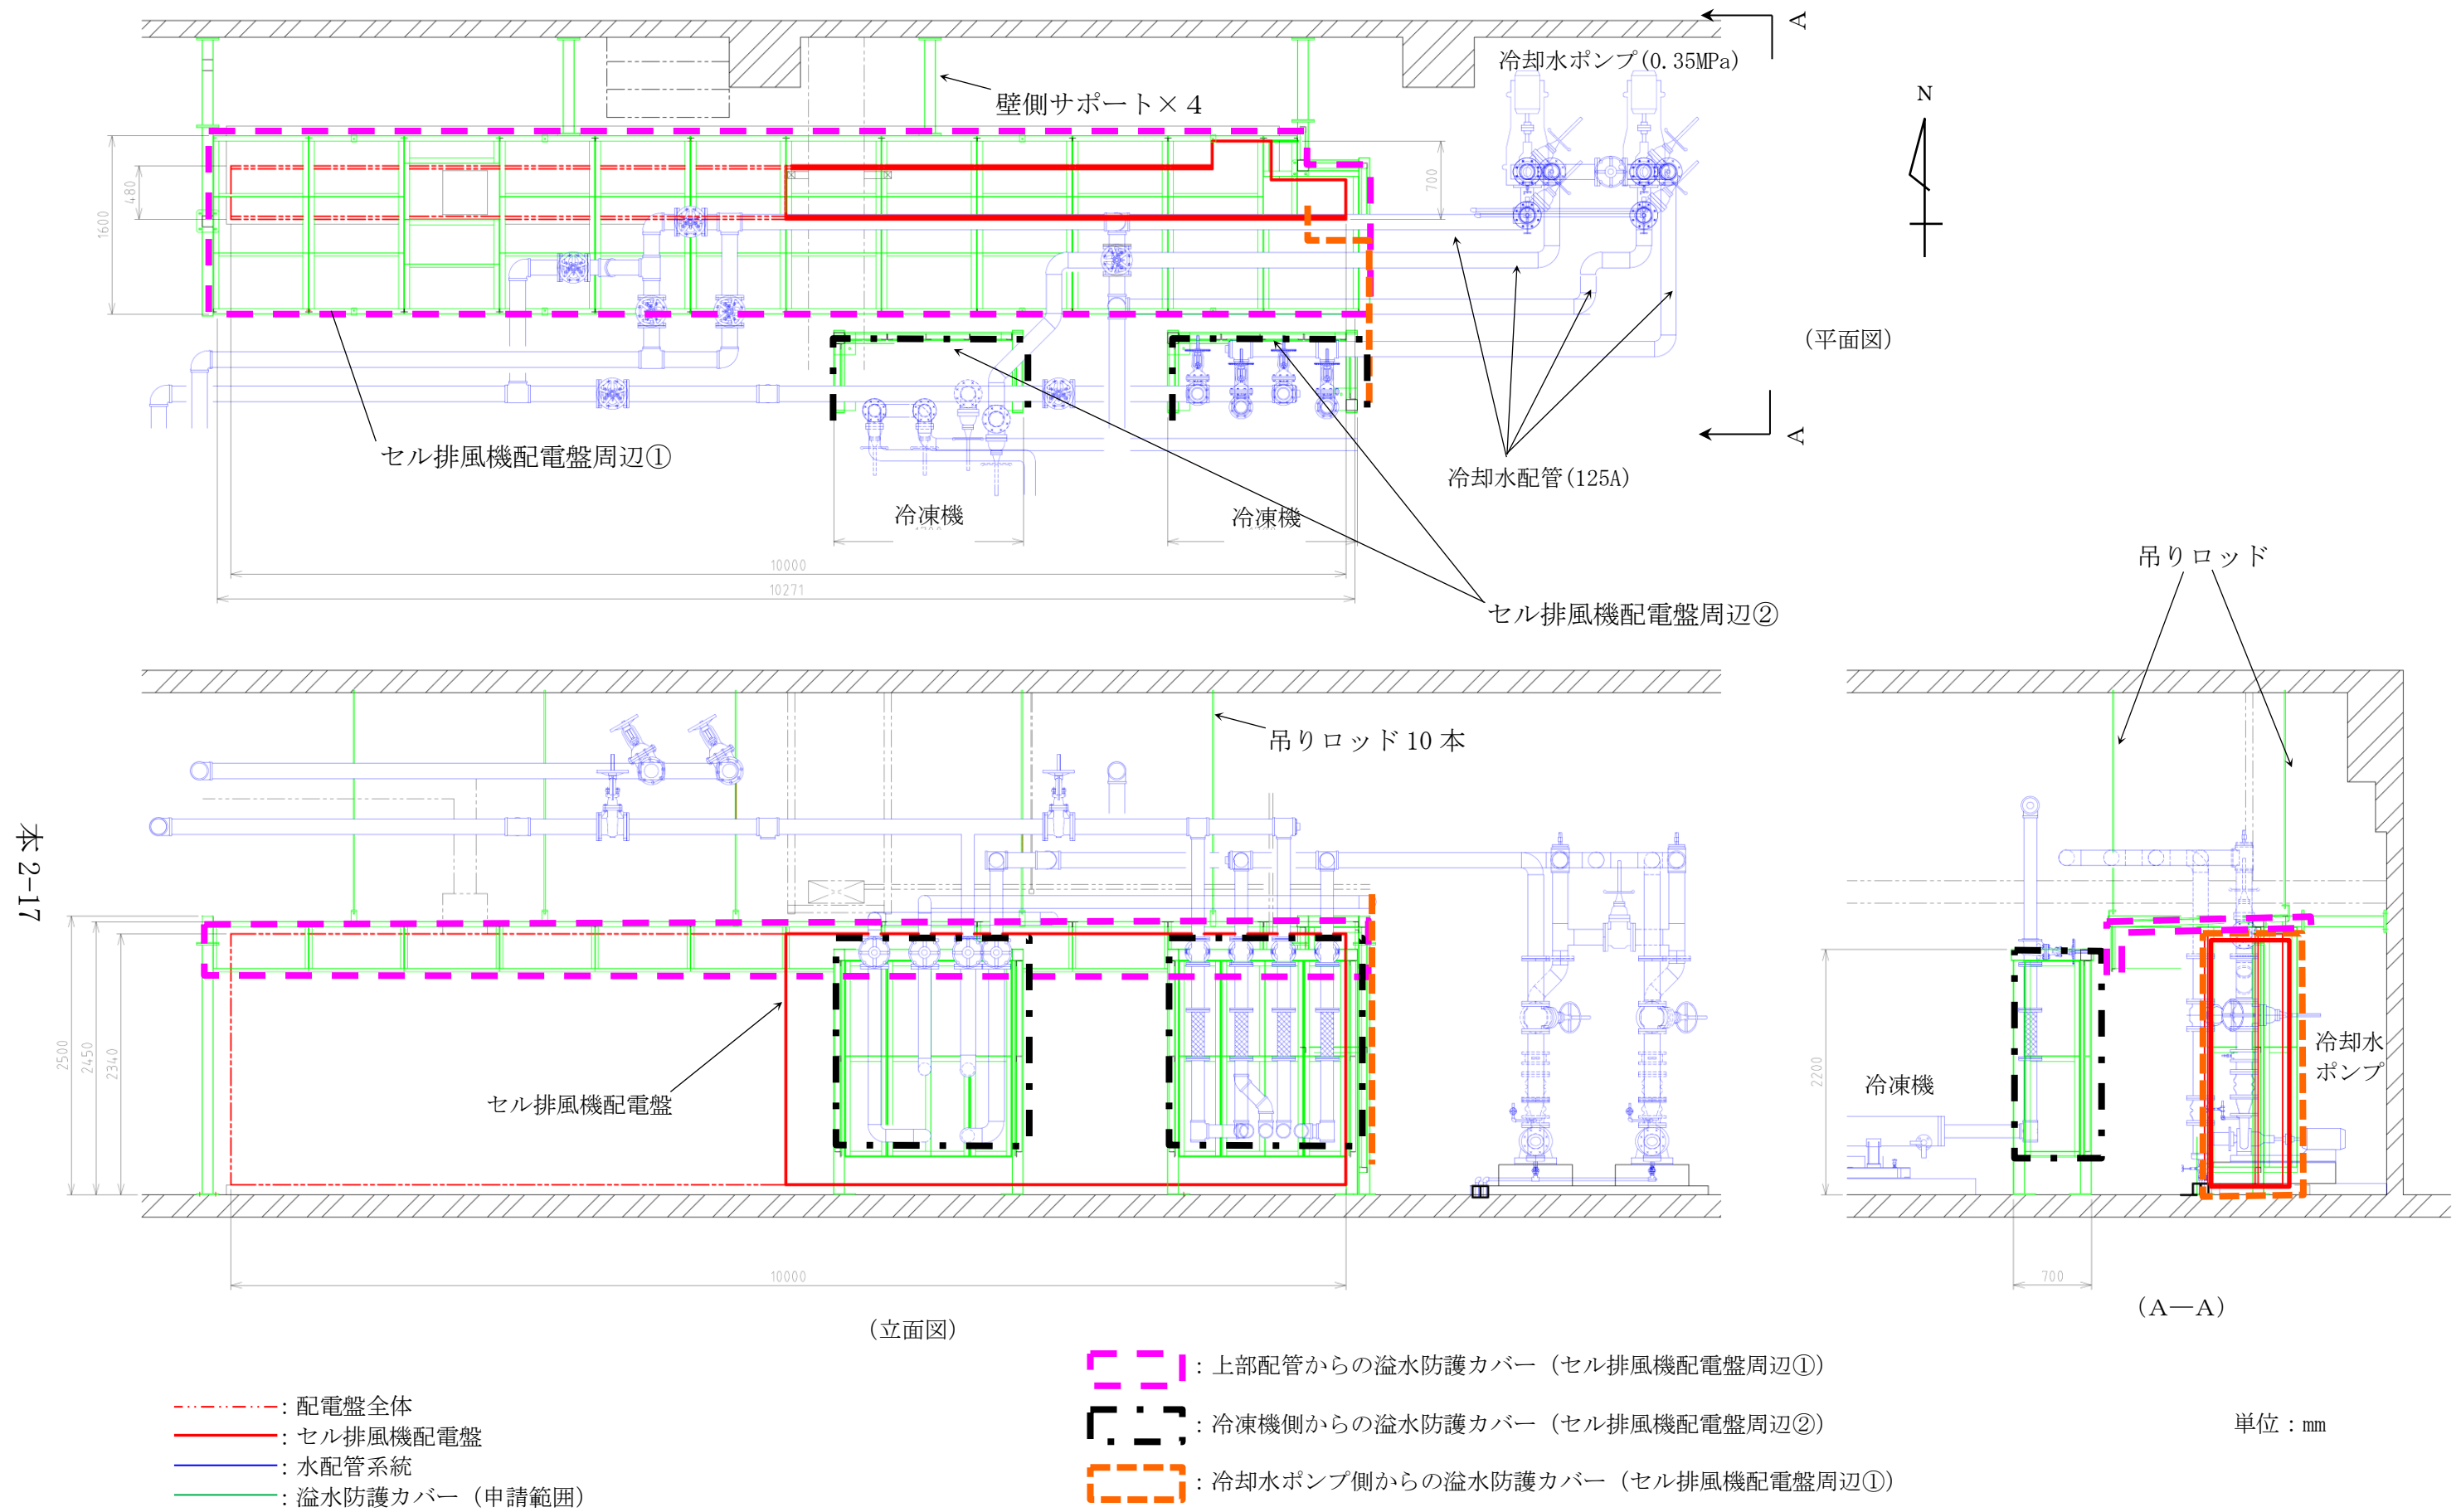 A
冷却水ポンプ(0.35MPa)
壁側サポート×４
N
480
1600
700
(平面図)
A
セル排風機配電盤周辺①
冷却水配管(125A)
冷凍機
冷凍機
10000
10271
セル排風機配電盤周辺②
吊りロッド
吊りロッド 10 本
本 2-17
2500
2450
2340
セル排風機配電盤
2200
冷凍機
冷却水
ポンプ
10000
700
(立面図)
(A―A)
：上部配管からの溢水防護カバー（セル排風機配電盤周辺①）
：冷凍機側からの溢水防護カバー（セル排風機配電盤周辺②）
：冷却水ポンプ側からの溢水防護カバー（セル排風機配電盤周辺①）
：配電盤全体
：セル排風機配電盤
：水配管系統
：溢水防護カバー（申請範囲）
単位：mm